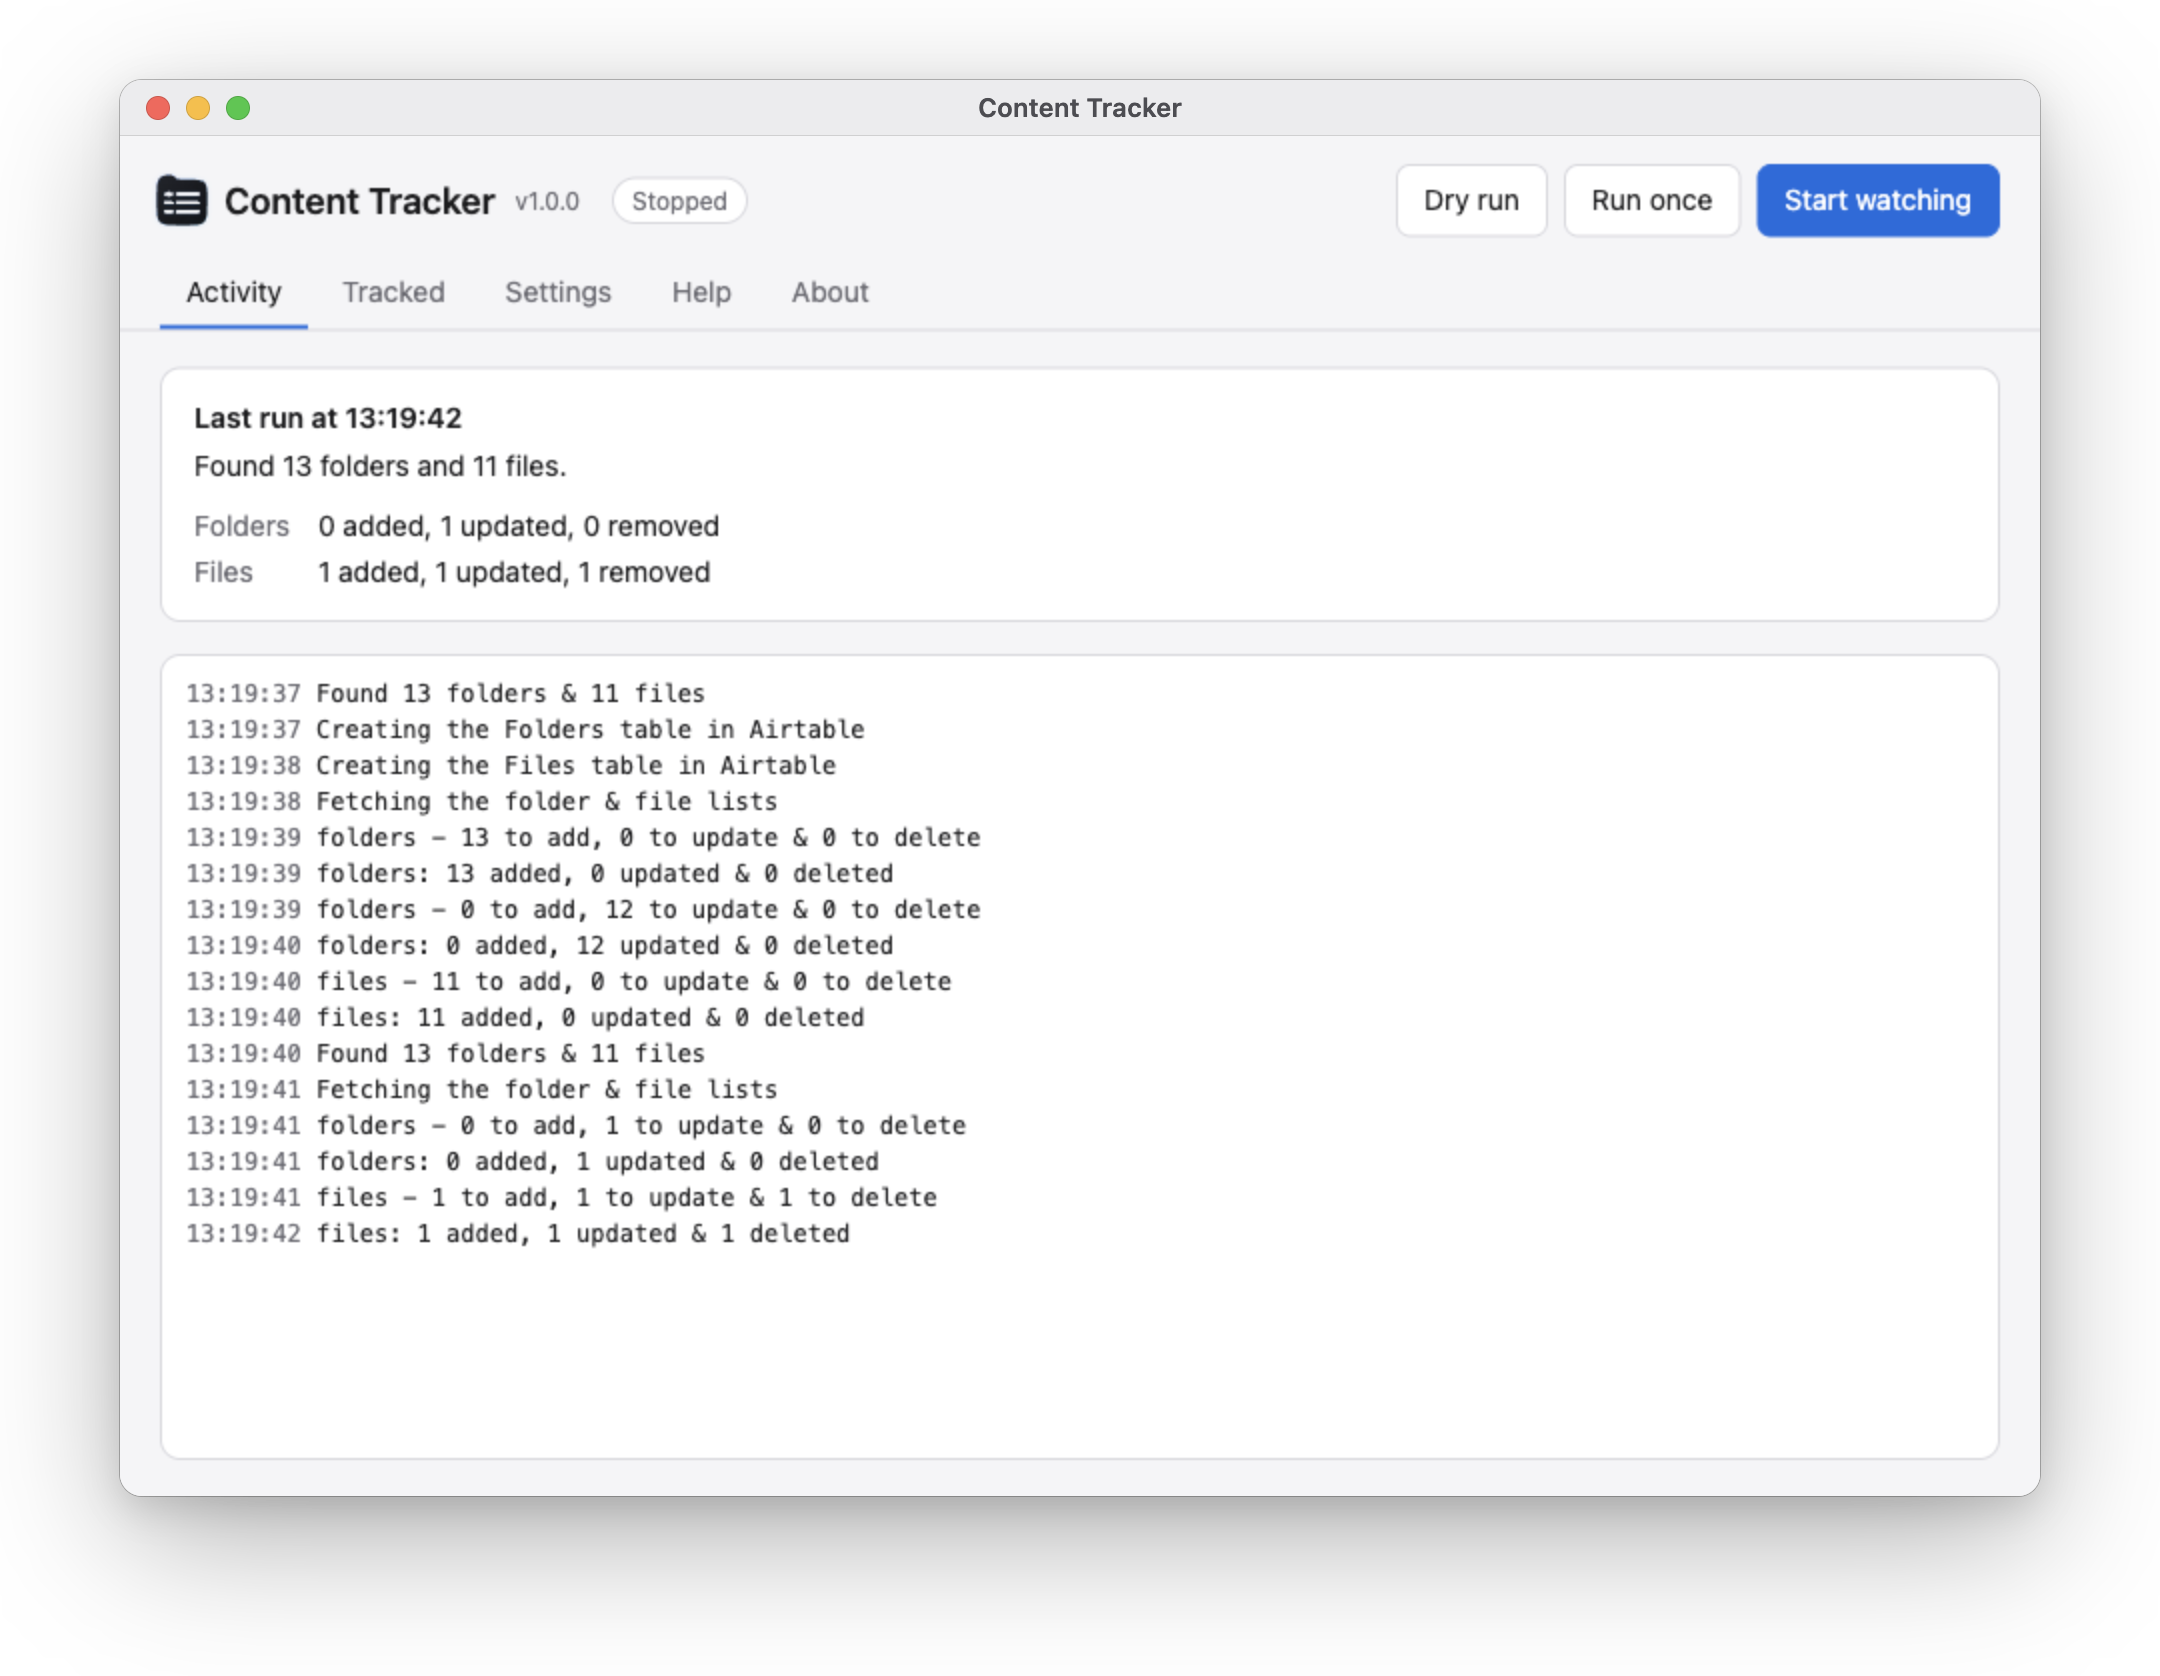 Content Tracker
Content Tracker v1.0.0 Stopped Dry run Run once Start watching
Activity Tracked Settings Help About
Last run at 13:19:42
Found 13 folders and 11 files.
Folders 0 added, 1 updated, 0 removed
Files 1 added, 1 updated, 1 removed
13:19:37 Found 13 folders & 11 files
13:19:37 Creating the Folders table in Airtable
13:19:38 Creating the Files table in Airtable
13:19:38 Fetching the folder & file lists
13:19:39 folders – 13 to add, 0 to update & 0 to delete
13:19:39 folders: 13 added, 0 updated & 0 deleted
13:19:39 folders – 0 to add, 12 to update & 0 to delete
13:19:40 folders: 0 added, 12 updated & 0 deleted
13:19:40 files – 11 to add, 0 to update & 0 to delete
13:19:40 files: 11 added, 0 updated & 0 deleted
13:19:40 Found 13 folders & 11 files
13:19:41 Fetching the folder & file lists
13:19:41 folders – 0 to add, 1 to update & 0 to delete
13:19:41 folders: 0 added, 1 updated & 0 deleted
13:19:41 files – 1 to add, 1 to update & 1 to delete
13:19:42 files: 1 added, 1 updated & 1 deleted